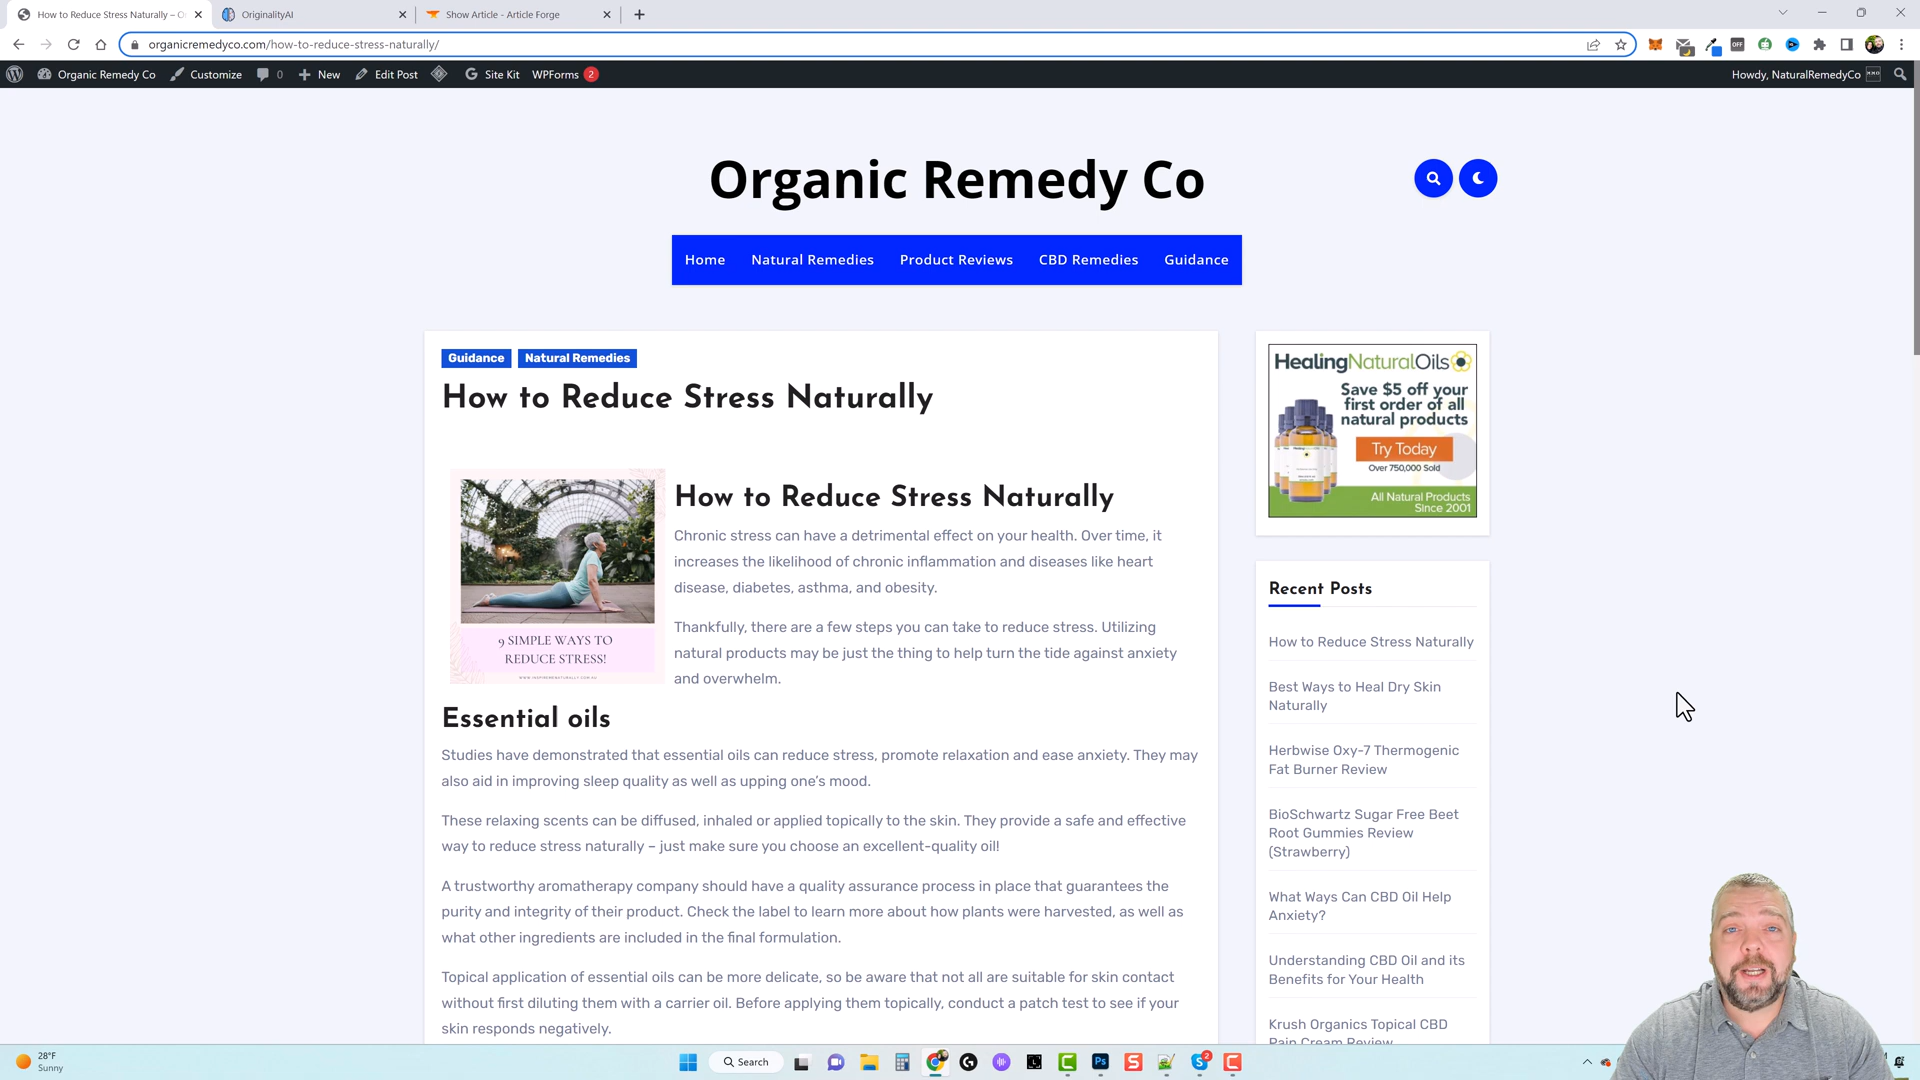 How to Reduce Stress Naturally – O
OriginalityAI
Show Article - Article Forge
organicremedyco.com/how-to-reduce-stress-naturally/
Organic Remedy Co
Customize
0
New
Edit Post
Site Kit
WPForms 2
Howdy, NaturalRemedyCo
Organic Remedy Co
Home
Natural Remedies
Product Reviews
CBD Remedies
Guidance
Guidance
Natural Remedies
How to Reduce Stress Naturally
9 SIMPLE WAYS TO
REDUCE STRESS!
How to Reduce Stress Naturally
Chronic stress can have a detrimental effect on your health. Over time, it
increases the likelihood of chronic inflammation and diseases like heart
disease, diabetes, asthma, and obesity.
Thankfully, there are a few steps you can take to reduce stress. Utilizing
natural products may be just the thing to help turn the tide against anxiety
and overwhelm.
Essential oils
Studies have demonstrated that essential oils can reduce stress, promote relaxation and ease anxiety. They may
also aid in improving sleep quality as well as upping one's mood.
These relaxing scents can be diffused, inhaled or applied topically to the skin. They provide a safe and effective
way to reduce stress naturally – just make sure you choose an excellent-quality oil!
A trustworthy aromatherapy company should have a quality assurance process in place that guarantees the
purity and integrity of their product. Check the label to learn more about how plants were harvested, as well as
what other ingredients are included in the final formulation.
Topical application of essential oils can be more delicate, so be aware that not all are suitable for skin contact
without first diluting them with a carrier oil. Before applying them topically, conduct a patch test to see if your
skin responds negatively.
HealingNaturalOils
Save $5 off your
first order of all
natural products
Try Today
Over 750,000 Sold
All Natural Products
Since 2001
Recent Posts
How to Reduce Stress Naturally
Best Ways to Heal Dry Skin
Naturally
Herbwise Oxy-7 Thermogenic
Fat Burner Review
BioSchwartz Sugar Free Beet
Root Gummies Review
(Strawberry)
What Ways Can CBD Oil Help
Anxiety?
Understanding CBD Oil and its
Benefits for Your Health
Krush Organics Topical CBD
Pain Cream Review
28°F
Sunny
Search